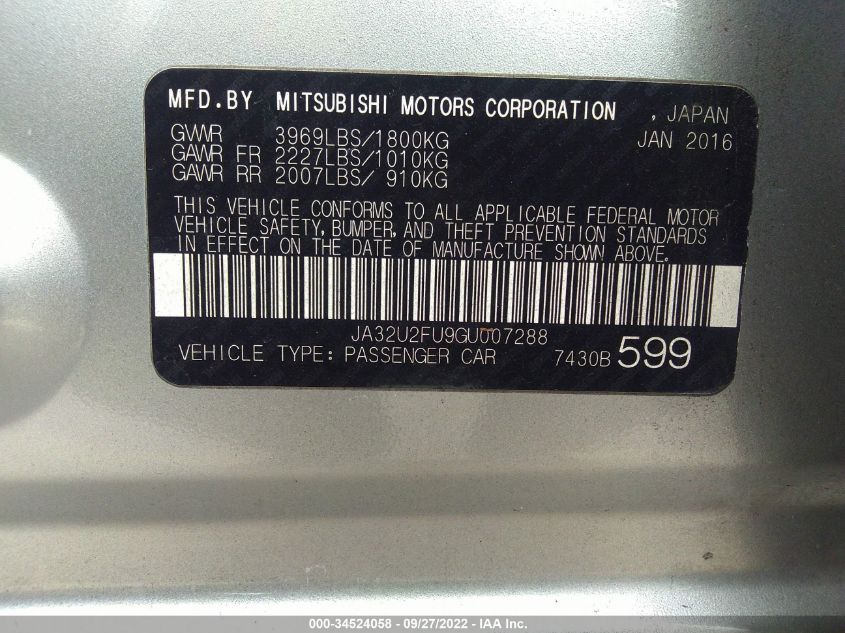 MFD.BY MITSUBISHI MOTORS CORPORATION , JAPAN
GVWR 3969LBS/1800KG JAN 2016
GAWR FR 2227LBS/1010KG
GAWR RR 2007LBS/ 910KG
THIS VEHICLE CONFORMS TO ALL APPLICABLE FEDERAL MOTOR
VEHICLE SAFETY, BUMPER, AND THEFT PREVENTION STANDARDS
IN EFFECT ON THE DATE OF MANUFACTURE SHOWN ABOVE.
JA32U2FU9GU007288
VEHICLE TYPE: PASSENGER CAR 7430B 599
000-34524058 - 09/27/2022 - IAA Inc.